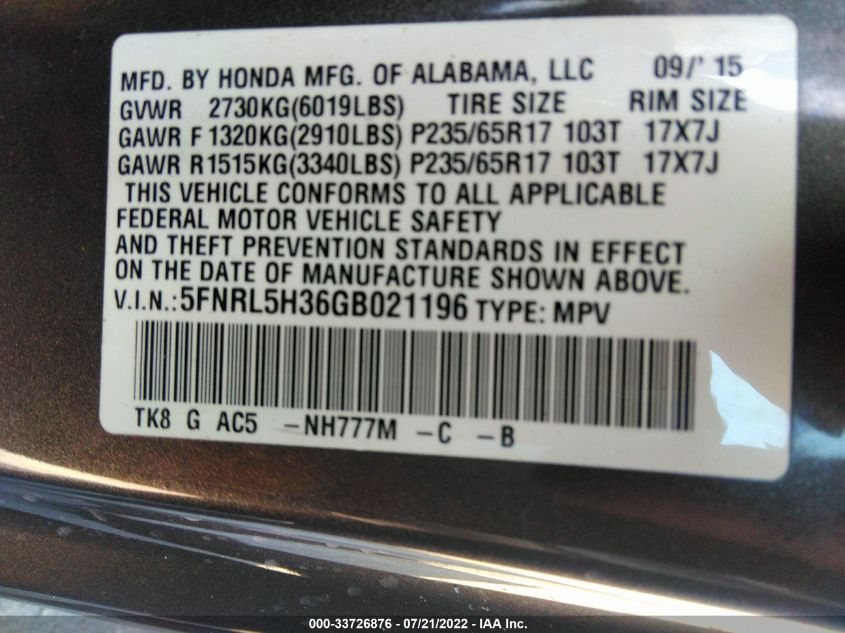 MFD. BY HONDA MFG. OF ALABAMA, LLC 09/' 15
GVWR 2730KG(6019LBS) TIRE SIZE RIM SIZE
GAWR F 1320KG(2910LBS) P235/65R17 103T 17X7J
GAWR R1515KG(3340LBS) P235/65R17 103T 17X7J
THIS VEHICLE CONFORMS TO ALL APPLICABLE
FEDERAL MOTOR VEHICLE SAFETY
AND THEFT PREVENTION STANDARDS IN EFFECT
ON THE DATE OF MANUFACTURE SHOWN ABOVE.
V.I.N.: 5FNRL5H36GB021196 TYPE: MPV
TK8 G AC5 -NH777M -C -B
000-33726876 - 07/21/2022 - IAA Inc.